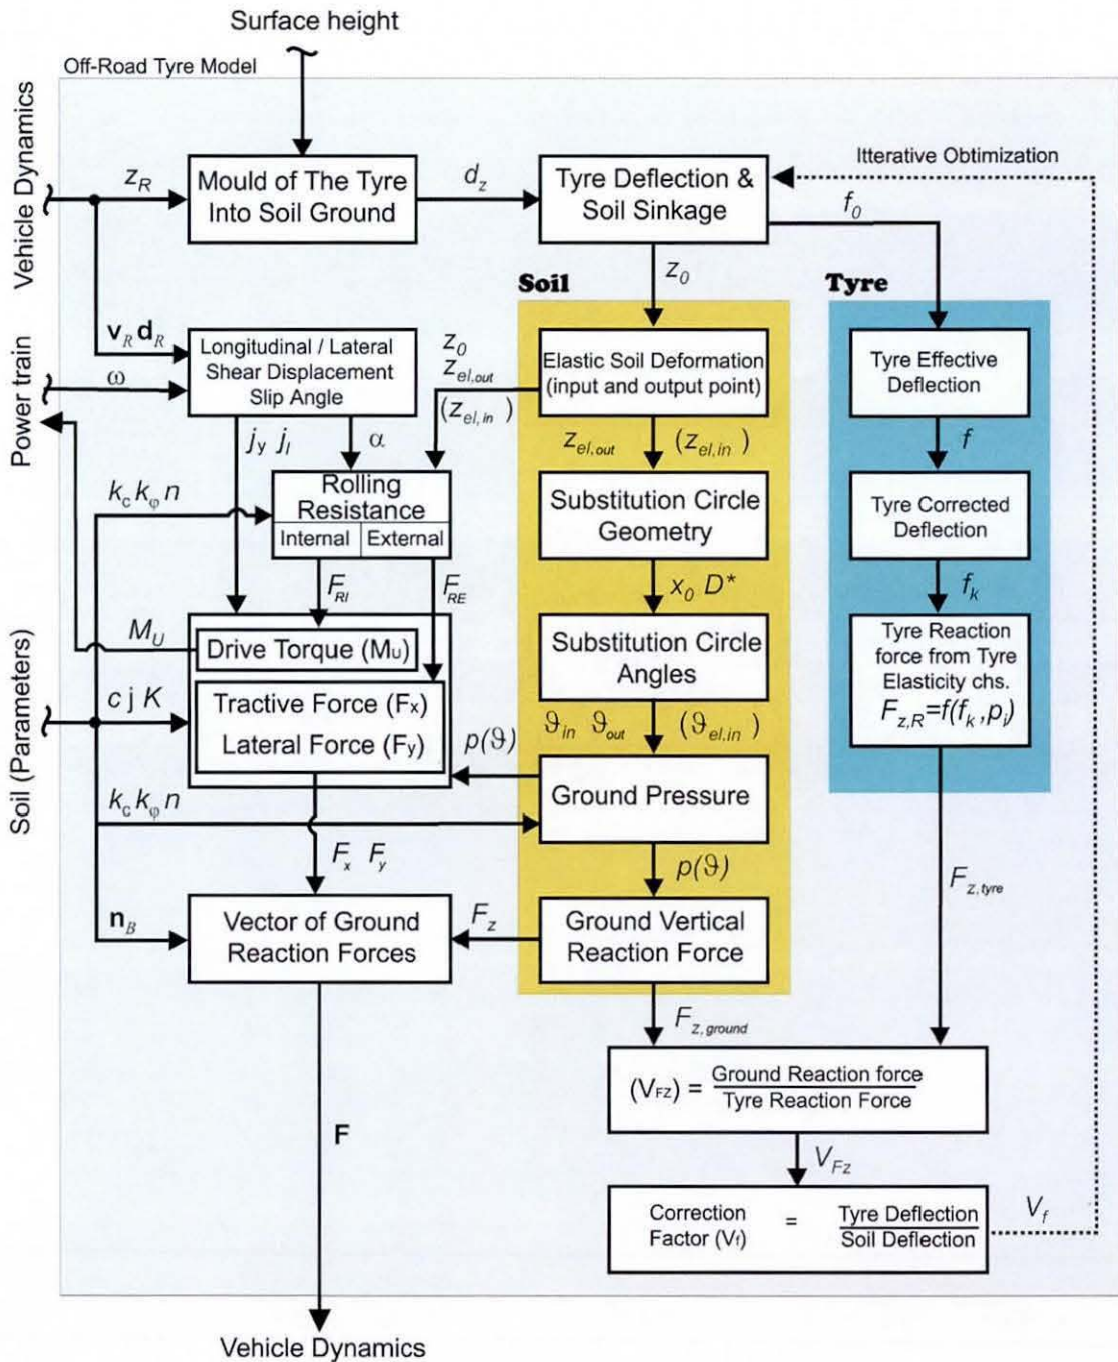 Surface height
Off-Road Tyre Model
Vehicle Dynamics
z_R
Mould of The Tyre
Into Soil Ground
d_z
Tyre Deflection &
Soil Sinkage
Itterative Obtimization
f_0
z_0
Soil
Tyre
v_R d_R
Power train
ω
Longitudinal / Lateral
Shear Displacement
Slip Angle
z_0
z_el,out
(z_el,in )
Elastic Soil Deformation
(input and output point)
Tyre Effective
Deflection
j_y j_l
α
z_el,out (z_el,in )
f
k_c k_φ n
Rolling
Resistance
Internal External
Substitution Circle
Geometry
Tyre Corrected
Deflection
F_RI
F_RE
x_0 D*
f_k
M_U
Drive Torque (M_U)
Substitution Circle
Angles
Tyre Reaction
force from Tyre
Elasticity chs.
F_z,R=f(f_k,p_i)
Soil (Parameters)
c j K
Tractive Force (F_x)
Lateral Force (F_y)
p(ϑ)
ϑ_in ϑ_out (ϑ_el,in )
k_c k_φ n
Ground Pressure
F_x F_y
p(ϑ)
F_z,tyre
n_B
Vector of Ground
Reaction Forces
F_z
Ground Vertical
Reaction Force
F_z,ground
(V_FZ) = Ground Reaction force
Tyre Reaction Force
F
V_Fz
Correction
Factor (V_f) = Tyre Deflection
Soil Deflection
V_f
Vehicle Dynamics